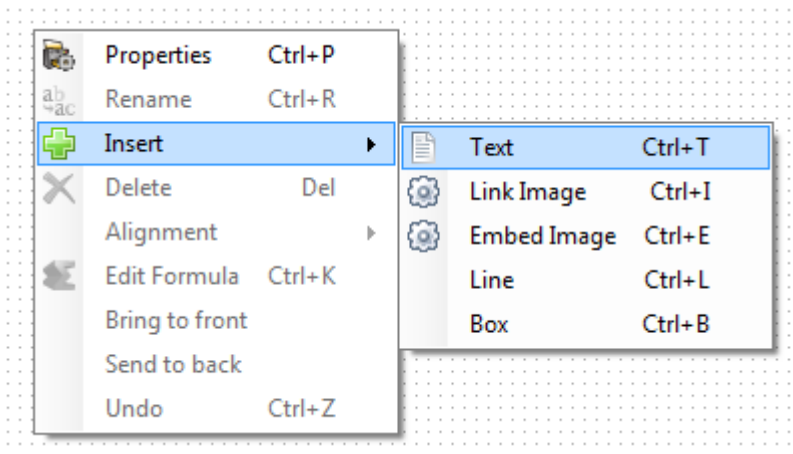 Properties Ctrl+P
Rename Ctrl+R
Insert
Delete Del
Alignment
Edit Formula Ctrl+K
Bring to front
Send to back
Undo Ctrl+Z
Text Ctrl+T
Link Image Ctrl+I
Embed Image Ctrl+E
Line Ctrl+L
Box Ctrl+B